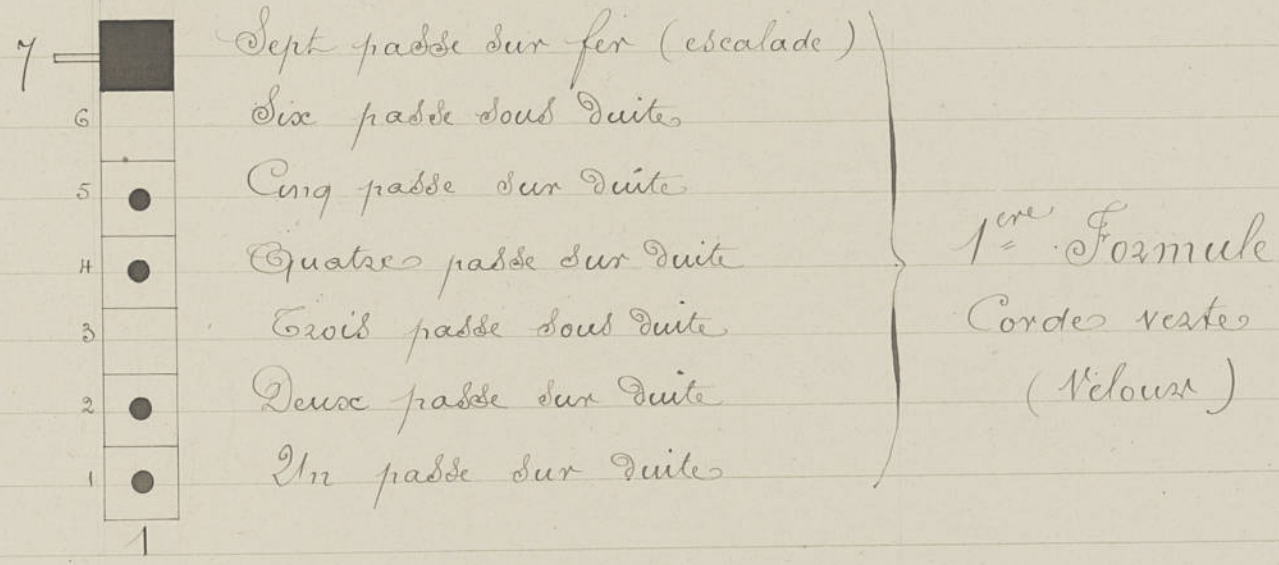 7 Sept passe sur fer (escalade)
6 Six passe sous duite
5 Cinq passe sur duite
4 Quatre passe sur duite
3 Trois passe sous duite
2 Deux passe sur duite
1 Un passe sur duite
1
1ere Formule
Corde verte
(Vélour)